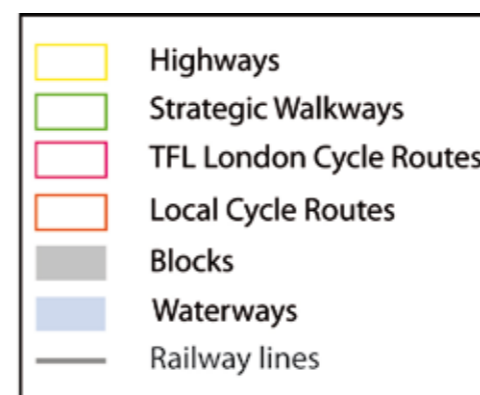 Highways
Strategic Walkways
TFL London Cycle Routes
Local Cycle Routes
Blocks
Waterways
Railway lines